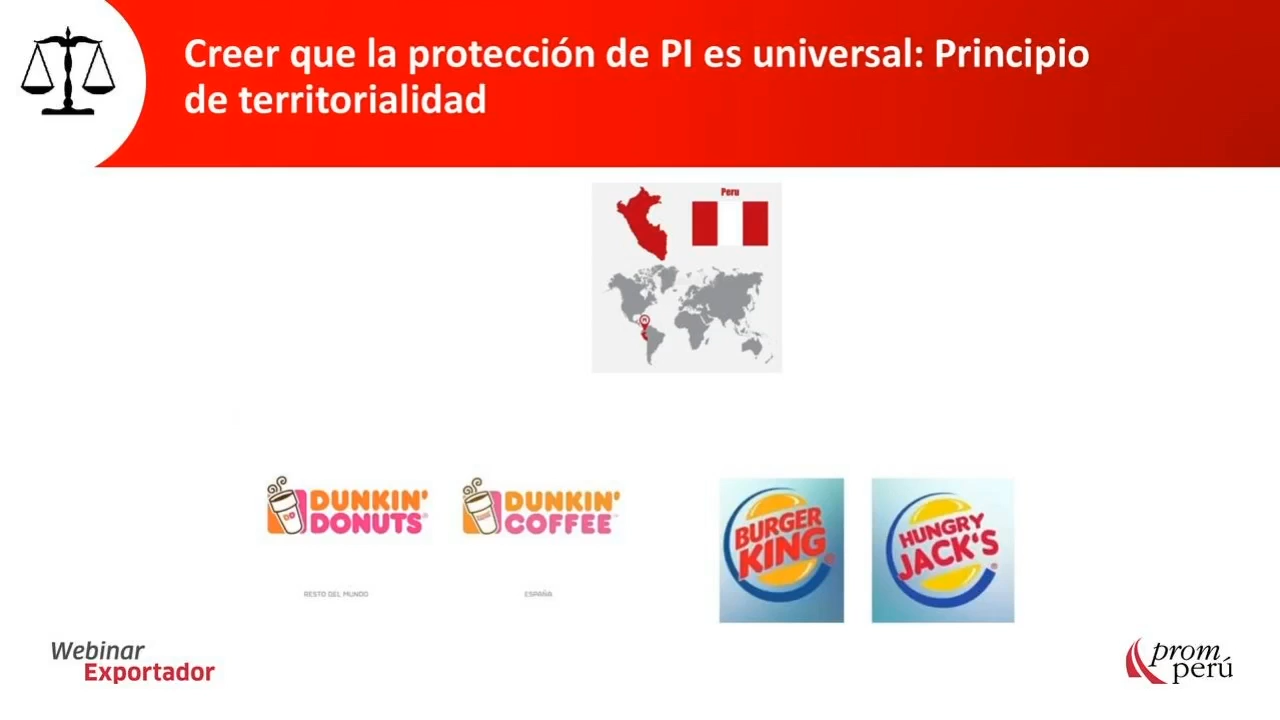 Creer que la protección de PI es universal: Principio
de territorialidad
Peru
DUNKIN'
DONUTS
DUNKIN'
COFFEE
BURGER
KING
HUNGRY
JACK'S
RESTO DEL MUNDO
ESPAÑA
Webinar
Exportador
prom
perú